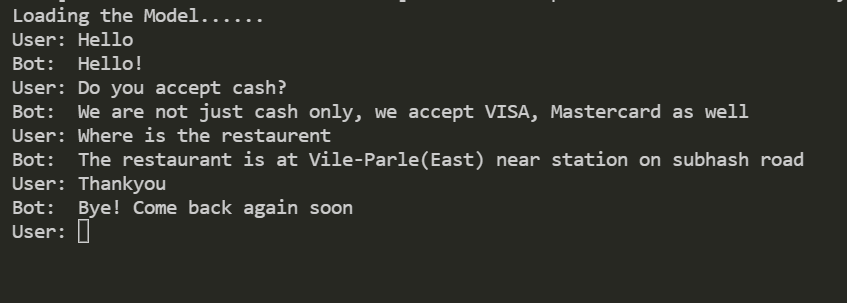 Loading the Model......
User: Hello
Bot:  Hello!
User: Do you accept cash?
Bot:  We are not just cash only, we accept VISA, Mastercard as well
User: Where is the restaurent
Bot:  The restaurant is at Vile-Parle(East) near station on subhash road
User: Thankyou
Bot:  Bye! Come back again soon
User: